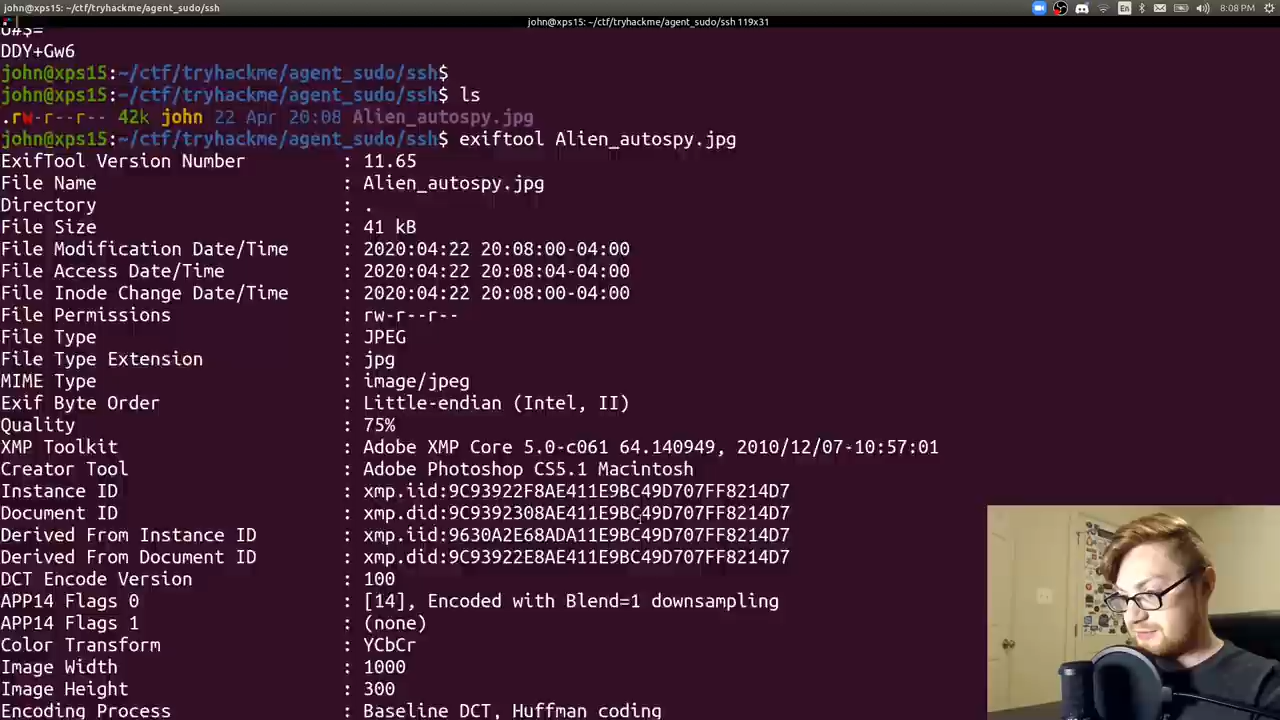 john@xps15: ~/ctf/tryhackme/agent_sudo/ssh
En
8:08 PM
john@xps15: ~/ctf/tryhackme/agent_sudo/ssh 119x31
U#$=
DDY+Gw6
john@xps15:~/ctf/tryhackme/agent_sudo/ssh$
john@xps15:~/ctf/tryhackme/agent_sudo/ssh$ ls
.rw-r--r-- 42k john 22 Apr 20:08 Alien_autospy.jpg
john@xps15:~/ctf/tryhackme/agent_sudo/ssh$ exiftool Alien_autospy.jpg
ExifTool Version Number : 11.65
File Name : Alien_autospy.jpg
Directory : .
File Size : 41 kB
File Modification Date/Time : 2020:04:22 20:08:00-04:00
File Access Date/Time : 2020:04:22 20:08:04-04:00
File Inode Change Date/Time : 2020:04:22 20:08:00-04:00
File Permissions : rw-r--r--
File Type : JPEG
File Type Extension : jpg
MIME Type : image/jpeg
Exif Byte Order : Little-endian (Intel, II)
Quality : 75%
XMP Toolkit : Adobe XMP Core 5.0-c061 64.140949, 2010/12/07-10:57:01
Creator Tool : Adobe Photoshop CS5.1 Macintosh
Instance ID : xmp.iid:9C93922F8AE411E9BC49D707FF8214D7
Document ID : xmp.did:9C9392308AE411E9BC49D707FF8214D7
Derived From Instance ID : xmp.iid:9630A2E68ADA11E9BC49D707FF8214D7
Derived From Document ID : xmp.did:9C93922E8AE411E9BC49D707FF8214D7
DCT Encode Version : 100
APP14 Flags 0 : [14], Encoded with Blend=1 downsampling
APP14 Flags 1 : (none)
Color Transform : YCbCr
Image Width : 1000
Image Height : 300
Encoding Process : Baseline DCT, Huffman coding